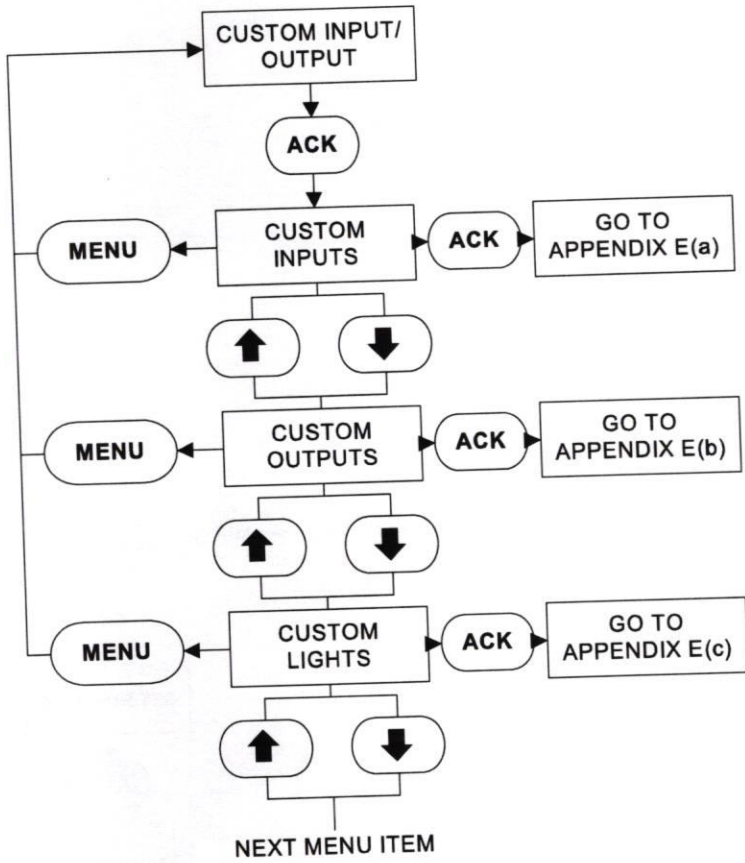 CUSTOM INPUT/
OUTPUT
ACK
MENU
CUSTOM
INPUTS
ACK
GO TO
APPENDIX E(a)
MENU
CUSTOM
OUTPUTS
ACK
GO TO
APPENDIX E(b)
MENU
CUSTOM
LIGHTS
ACK
GO TO
APPENDIX E(c)
NEXT MENU ITEM